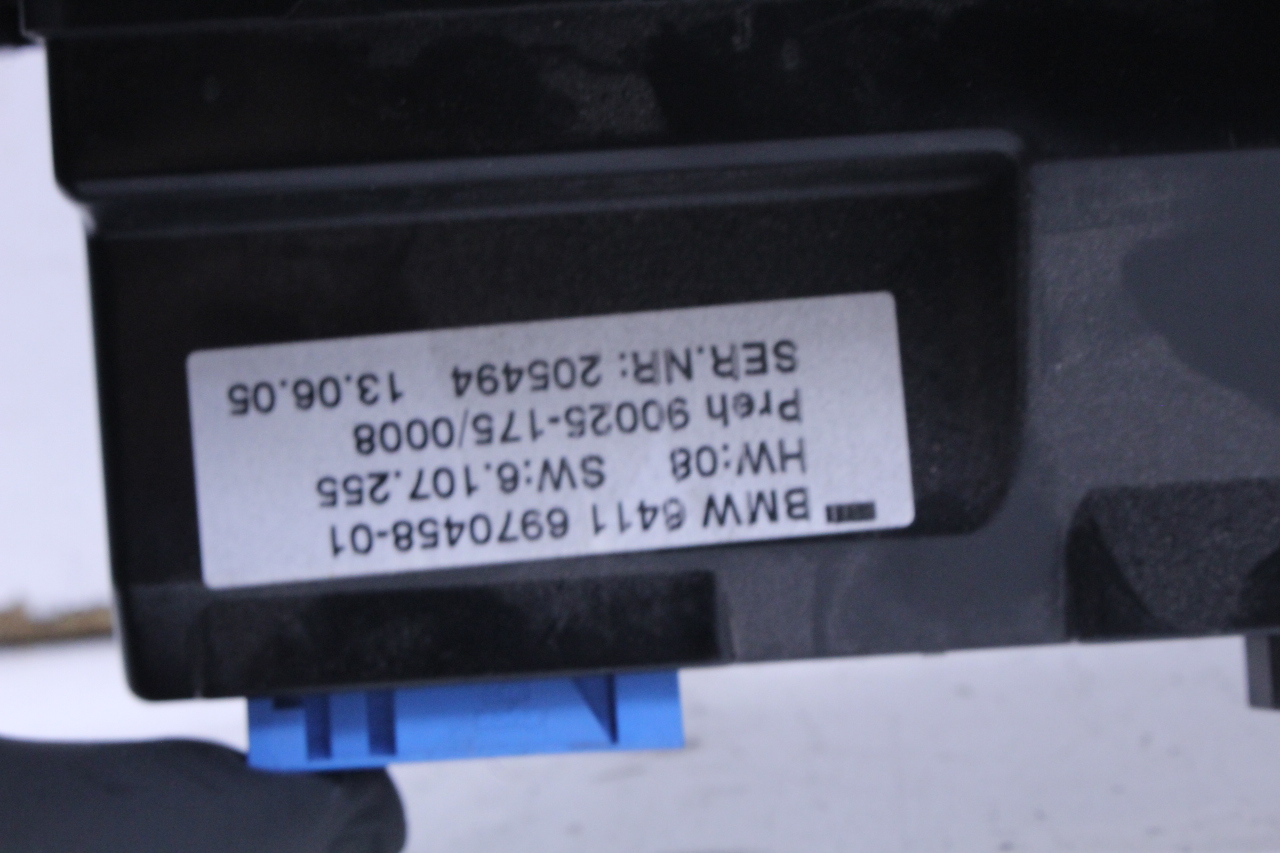 BMW 6411 6970458-01
HW:08 SW:6.107.255
Preh 90025-175/0008
SER.NR: 205494 13.06.05